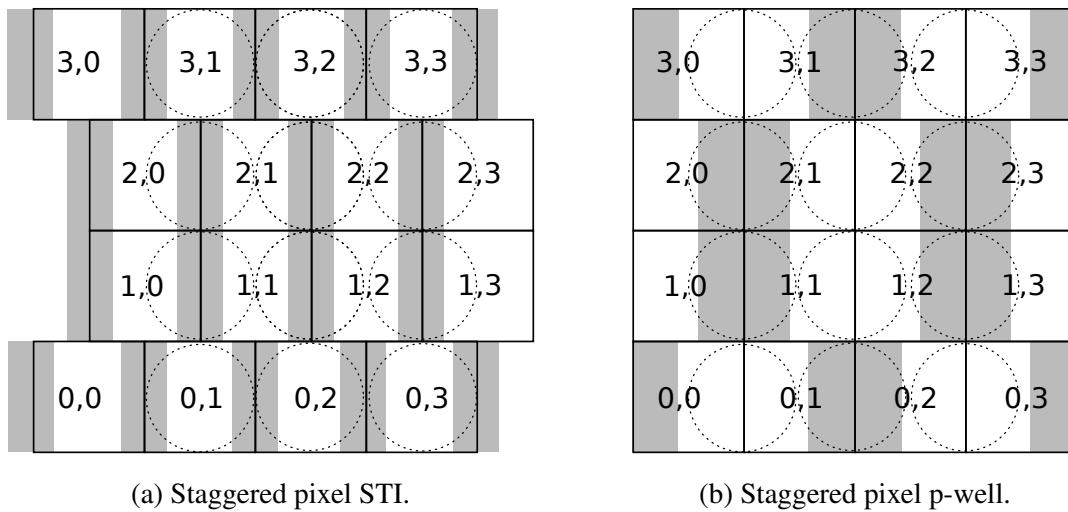 3,0 3,1 3,2 3,3 3,0 3,1 3,2 3,3
2,0 2,1 2,2 2,3 2,0 2,1 2,2 2,3
1,0 1,1 1,2 1,3 1,0 1,1 1,2 1,3
0,0 0,1 0,2 0,3 0,0 0,1 0,2 0,3
(a) Staggered pixel STI. (b) Staggered pixel p-well.